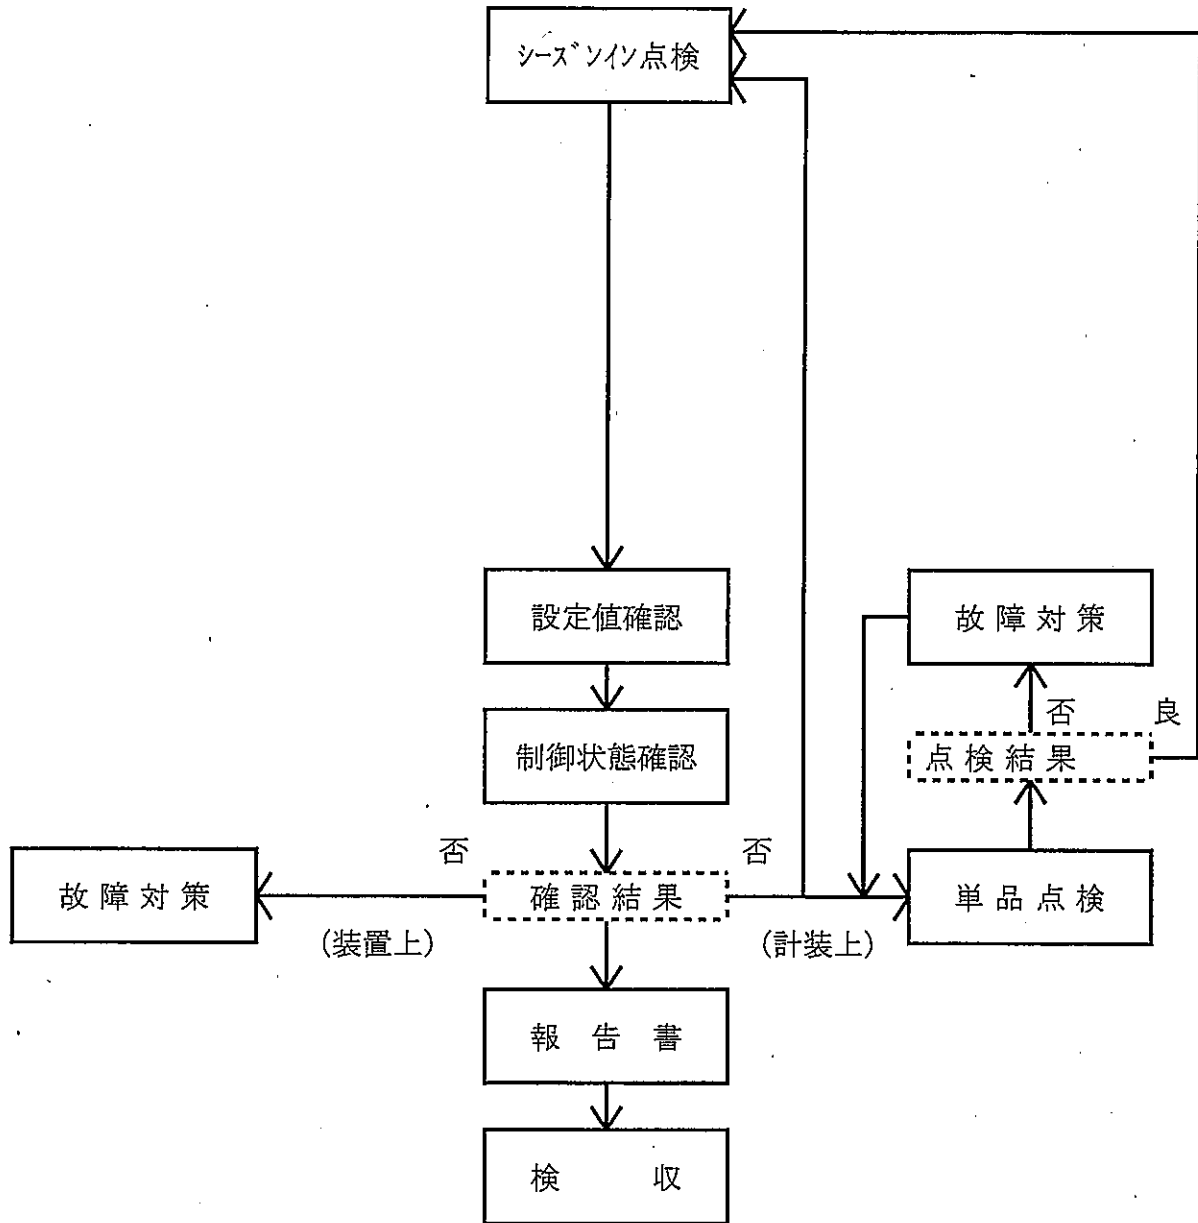 シーズンイン点検
設定値確認
故 障 対 策
制御状態確認
否
良
点 検 結 果
否
否
故 障 対 策
確 認 結 果
単 品 点 検
(装置上)
(計装上)
報 告 書
検 収